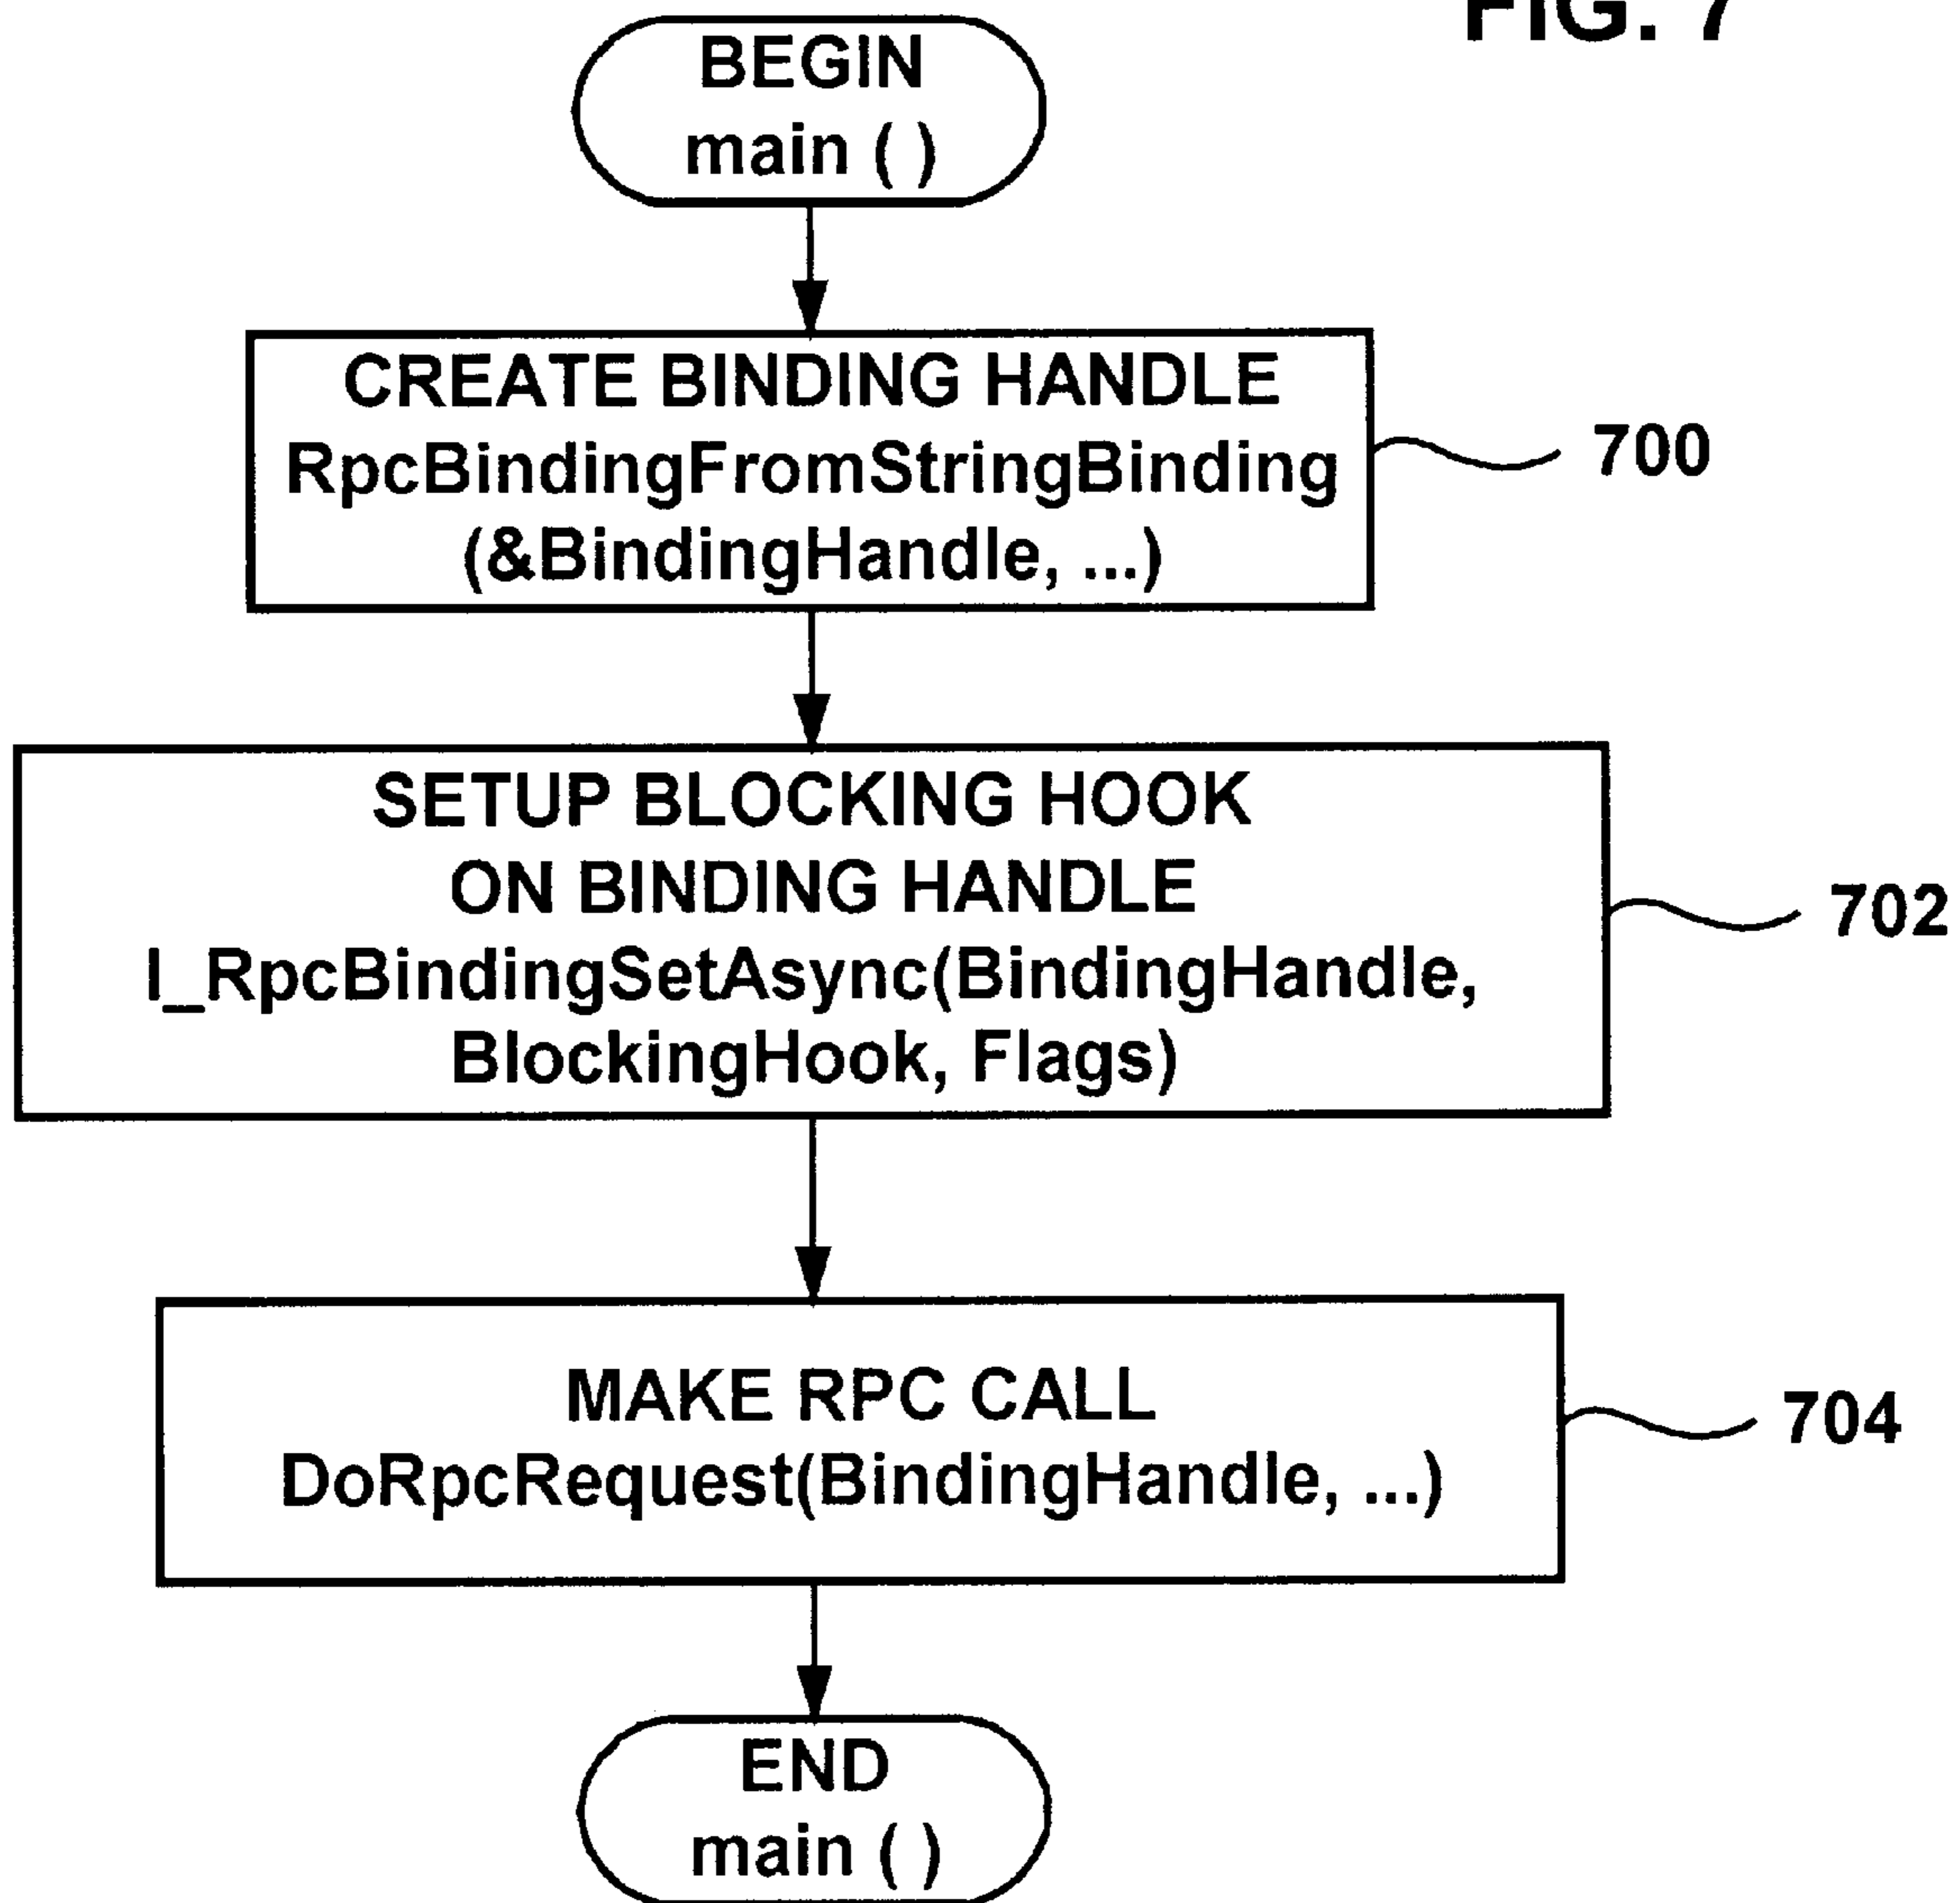 FIG. 7
BEGIN
main ( )
CREATE BINDING HANDLE
RpcBindingFromStringBinding
(&BindingHandle, ...)
700
SETUP BLOCKING HOOK
ON BINDING HANDLE
I_RpcBindingSetAsync(BindingHandle,
BlockingHook, Flags)
702
MAKE RPC CALL
DoRpcRequest(BindingHandle, ...)
704
END
main ( )